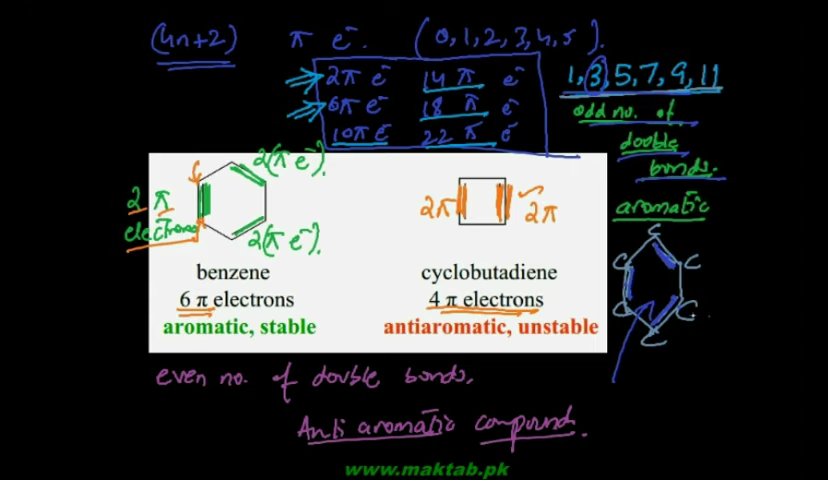 (4n+2) π e⁻. (0,1,2,3,4,5).
2π e⁻ 14 π e⁻
6π e⁻ 18 π e⁻
10π e⁻ 22 π e⁻
1,3,5,7,9,11
odd no. of
double
bonds.
aromatic
2(π e⁻).
2 π
electrons
2(π e⁻).
benzene
6 π electrons
aromatic, stable
2π
2π
cyclobutadiene
4 π electrons
antiaromatic, unstable
C
C
C
C
C
C
even no. of double bonds.
Anti aromatic compound.
www.maktab.pk